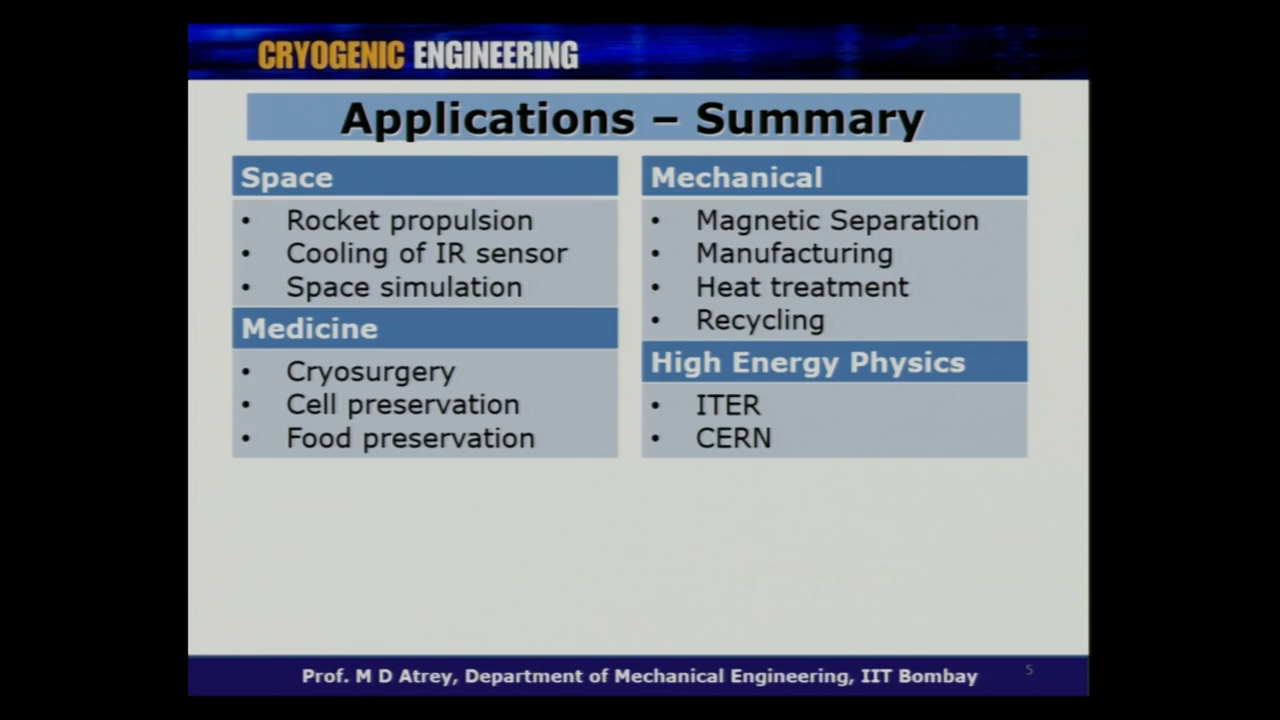 CRYOGENIC ENGINEERING
Applications – Summary
Space
• Rocket propulsion
• Cooling of IR sensor
• Space simulation
Medicine
• Cryosurgery
• Cell preservation
• Food preservation
Mechanical
• Magnetic Separation
• Manufacturing
• Heat treatment
• Recycling
High Energy Physics
• ITER
• CERN
Prof. M D Atrey, Department of Mechanical Engineering, IIT Bombay
5